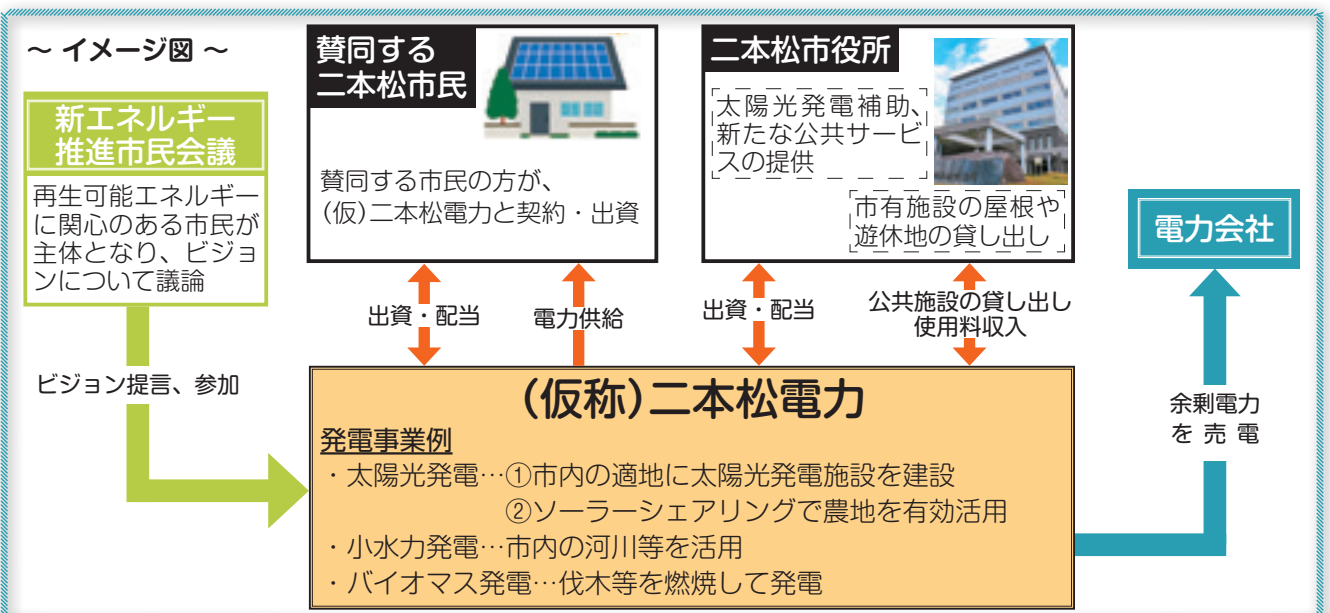 ～ イメージ図 ～
新エネルギー
推進市民会議
再生可能エネルギー
に関心のある市民が
主体となり、ビジョ
ンについて議論
ビジョン提言、参加
賛同する
二本松市民
賛同する市民の方が、
(仮)二本松電力と契約・出資
出資・配当
電力供給
二本松市役所
太陽光発電補助、
新たな公共サービ
スの提供
市有施設の屋根や
遊休地の貸し出し
出資・配当
公共施設の貸し出し
使用料収入
電力会社
余剰電力
を売電
(仮称)二本松電力
発電事業例
・太陽光発電…①市内の適地に太陽光発電施設を建設
②ソーラーシェアリングで農地を有効活用
・小水力発電…市内の河川等を活用
・バイオマス発電…伐木等を燃焼して発電